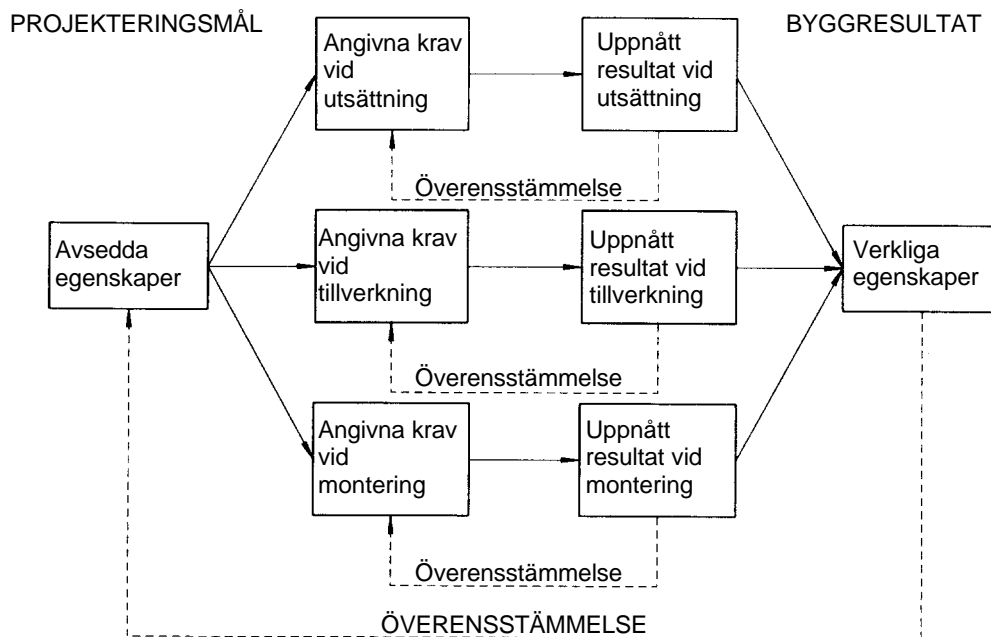 PROJEKTERINGSMÅL
BYGGRESULTAT
Angivna krav
vid
utsättning
Uppnått
resultat vid
utsättning
Överensstämmelse
Avsedda
egenskaper
Angivna krav
vid
tillverkning
Uppnått
resultat vid
tillverkning
Verkliga
egenskaper
Överensstämmelse
Angivna krav
vid
montering
Uppnått
resultat vid
montering
Överensstämmelse
ÖVERENSSTÄMMELSE